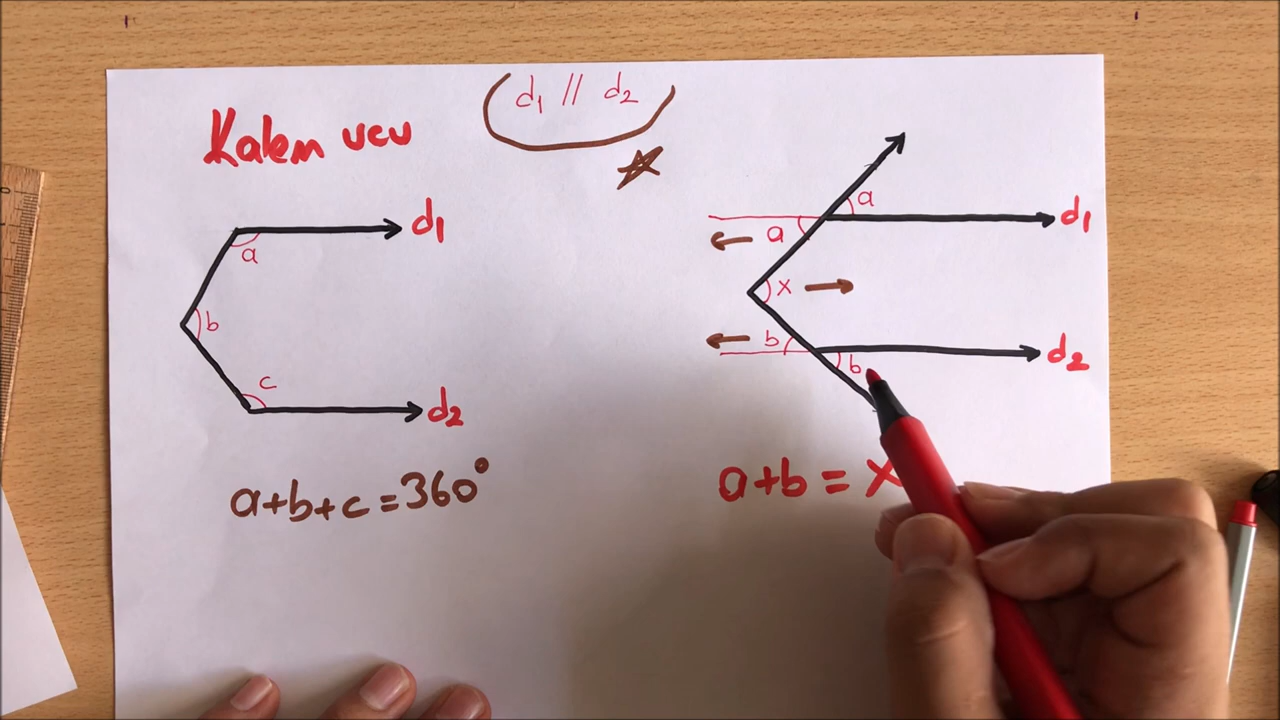 d1 // d2
Kalem ucu
d1
a
b
c
d2
a+b+c=360°
a
d1
a
x
b
d2
b
a+b = x